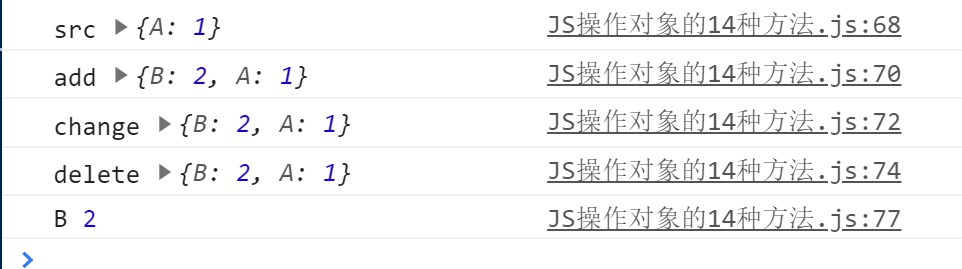 src ▶{A: 1} JS操作对象的14种方法.js:68
add ▶{B: 2, A: 1} JS操作对象的14种方法.js:70
change ▶{B: 2, A: 1} JS操作对象的14种方法.js:72
delete ▶{B: 2, A: 1} JS操作对象的14种方法.js:74
B 2 JS操作对象的14种方法.js:77